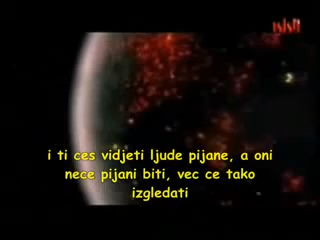 i ti ces vidjeti ljude pijane, a oni
nece pijani biti, vec ce tako
izgledati